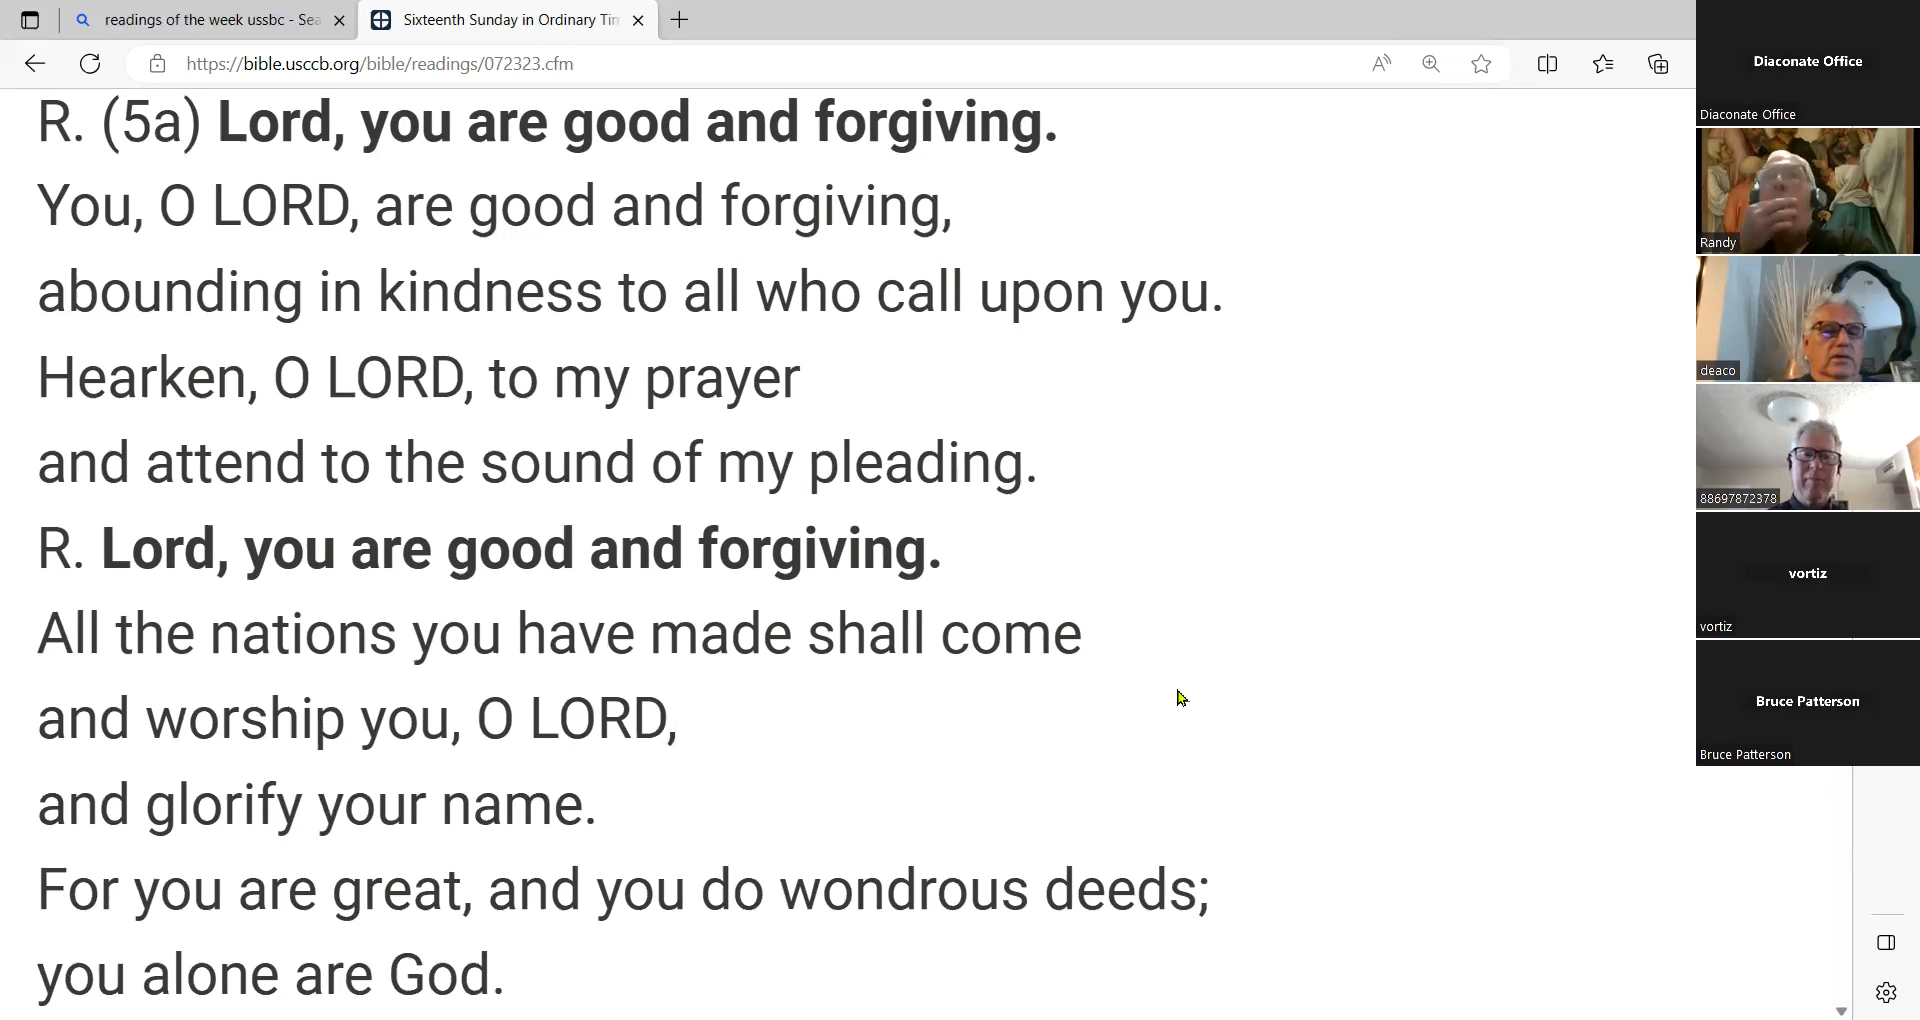 readings of the week ussbc - Sea
Sixteenth Sunday in Ordinary Tim
https://bible.usccb.org/bible/readings/072323.cfm
R. (5a) Lord, you are good and forgiving.
You, O LORD, are good and forgiving,
abounding in kindness to all who call upon you.
Hearken, O LORD, to my prayer
and attend to the sound of my pleading.
R. Lord, you are good and forgiving.
All the nations you have made shall come
and worship you, O LORD,
and glorify your name.
For you are great, and you do wondrous deeds;
you alone are God.
Diaconate Office
Diaconate Office
Randy
deaco
88697872378
vortiz
vortiz
Bruce Patterson
Bruce Patterson